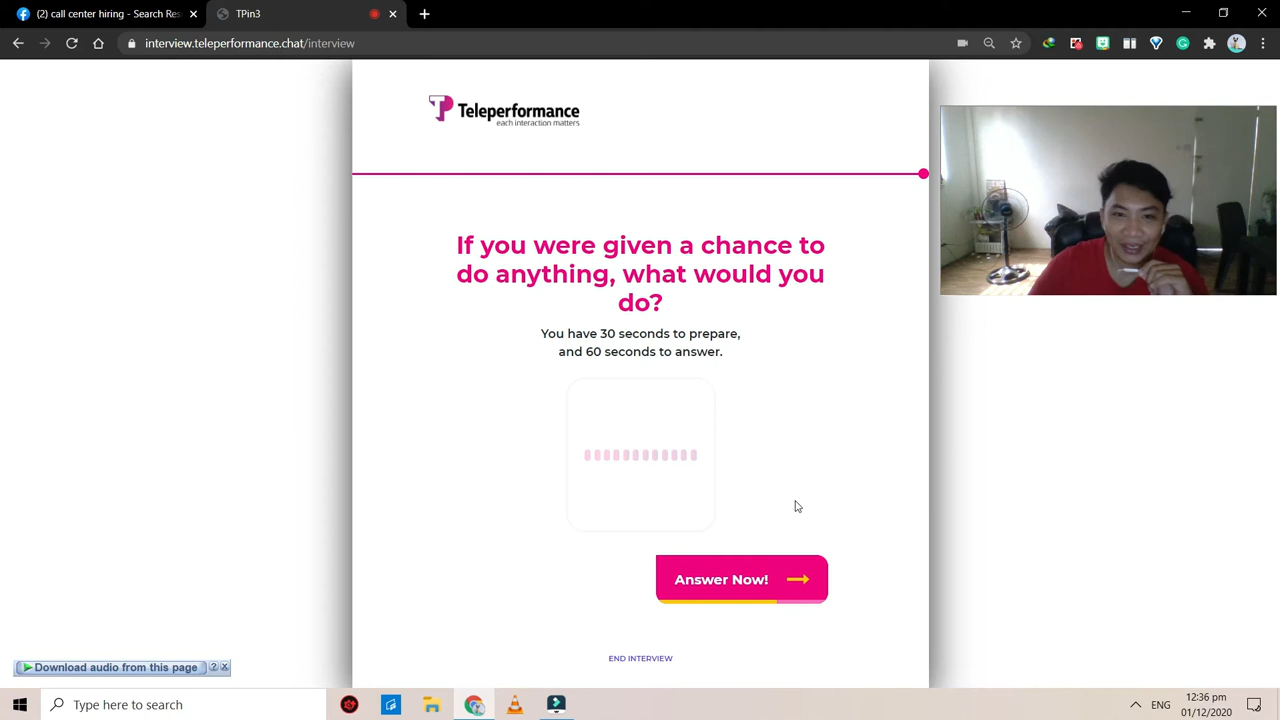 (2) call center hiring - Search Res
TPin3
interview.teleperformance.chat/interview
TP Teleperformance
each interaction matters
If you were given a chance to
do anything, what would you
do?
You have 30 seconds to prepare,
and 60 seconds to answer.
Answer Now!
END INTERVIEW
Download audio from this page
? x
Type here to search
ENG
12:36 pm
01/12/2020